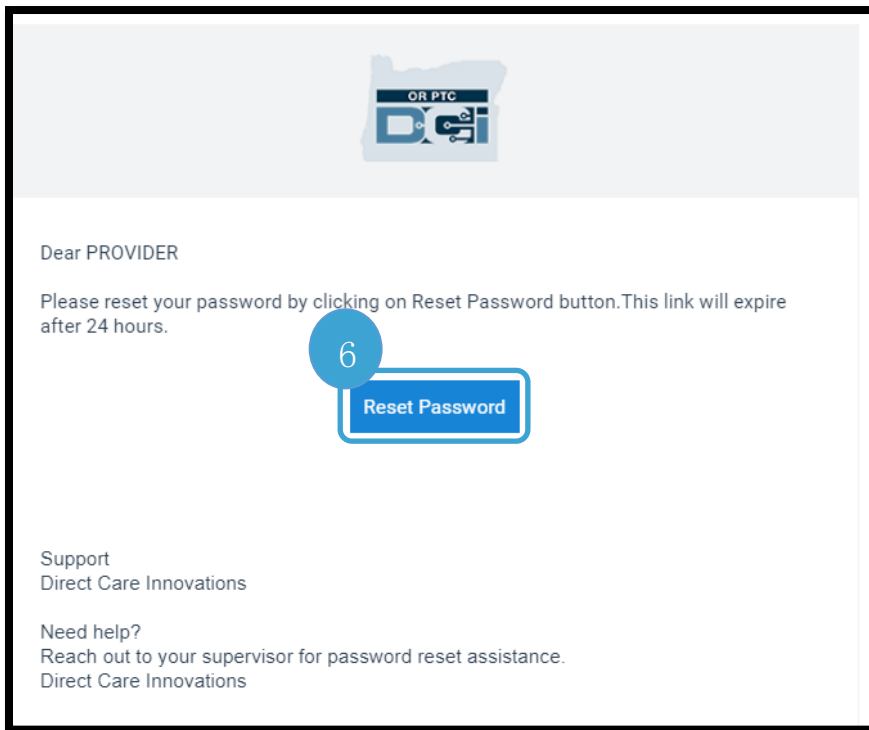 OR PTC
DCi
Dear PROVIDER
Please reset your password by clicking on Reset Password button.This link will expire
after 24 hours.
6
Reset Password
Support
Direct Care Innovations
Need help?
Reach out to your supervisor for password reset assistance.
Direct Care Innovations